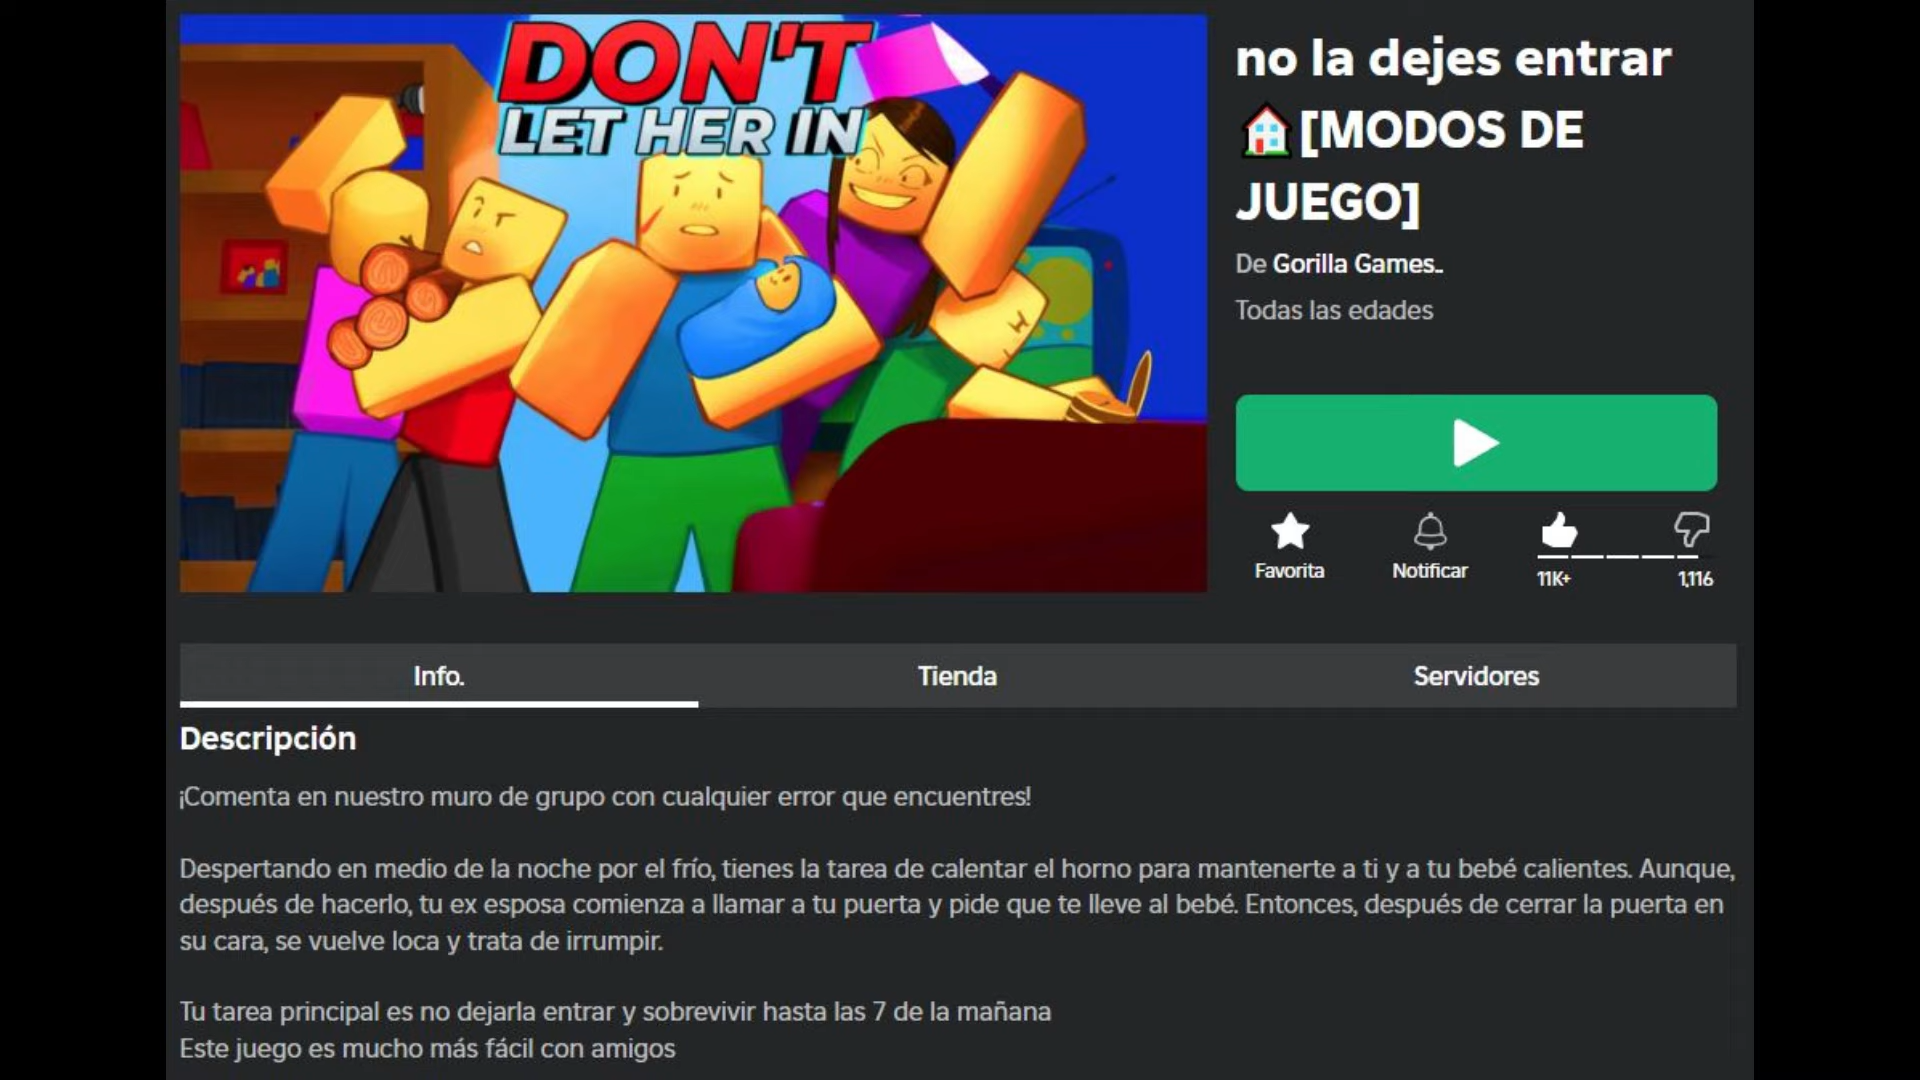 DON'T
LET HER IN
no la dejes entrar
🏠[MODOS DE
JUEGO]
De Gorilla Games..
Todas las edades
Favorita
Notificar
11K+
1,116
Info.
Tienda
Servidores
Descripción
¡Comenta en nuestro muro de grupo con cualquier error que encuentres!
Despertando en medio de la noche por el frío, tienes la tarea de calentar el horno para mantenerte a ti y a tu bebé calientes. Aunque,
después de hacerlo, tu ex esposa comienza a llamar a tu puerta y pide que te lleve al bebé. Entonces, después de cerrar la puerta en
su cara, se vuelve loca y trata de irrumpir.
Tu tarea principal es no dejarla entrar y sobrevivir hasta las 7 de la mañana
Este juego es mucho más fácil con amigos